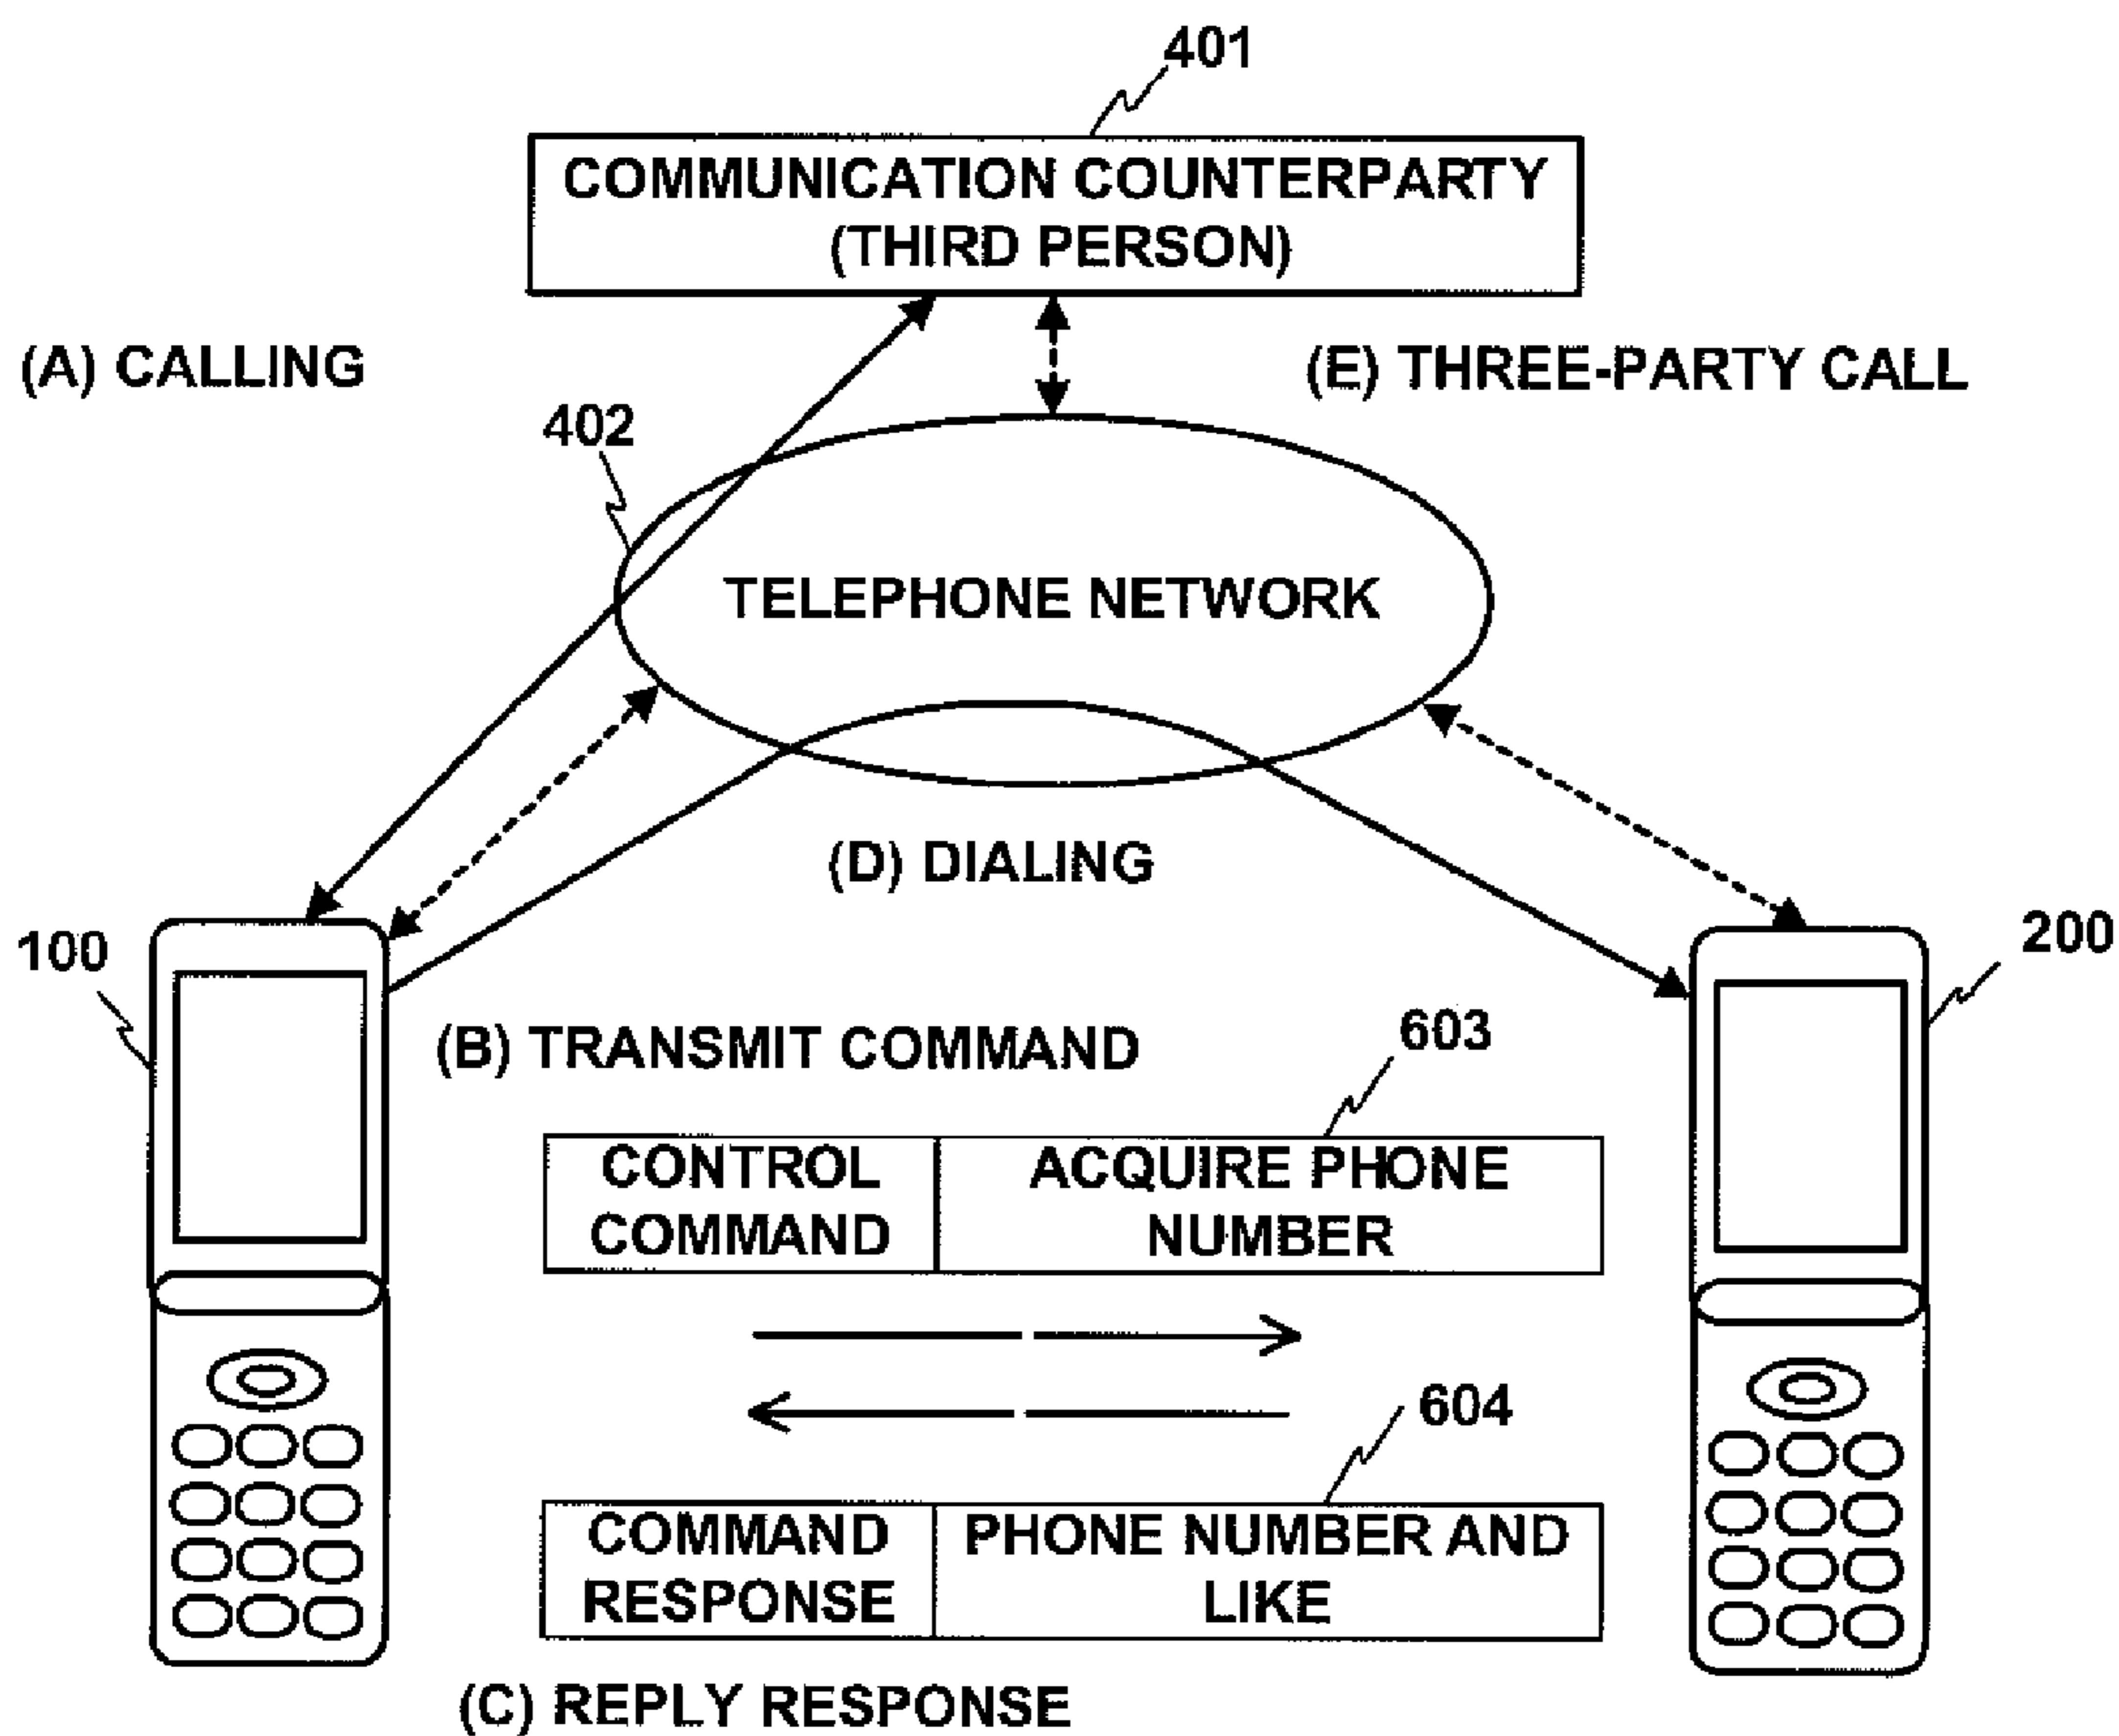 401
COMMUNICATION COUNTERPARTY
(THIRD PERSON)
(A) CALLING
(E) THREE-PARTY CALL
402
TELEPHONE NETWORK
(D) DIALING
100
200
(B) TRANSMIT COMMAND
603
CONTROL COMMAND
ACQUIRE PHONE NUMBER
604
COMMAND RESPONSE
PHONE NUMBER AND LIKE
(C) REPLY RESPONSE